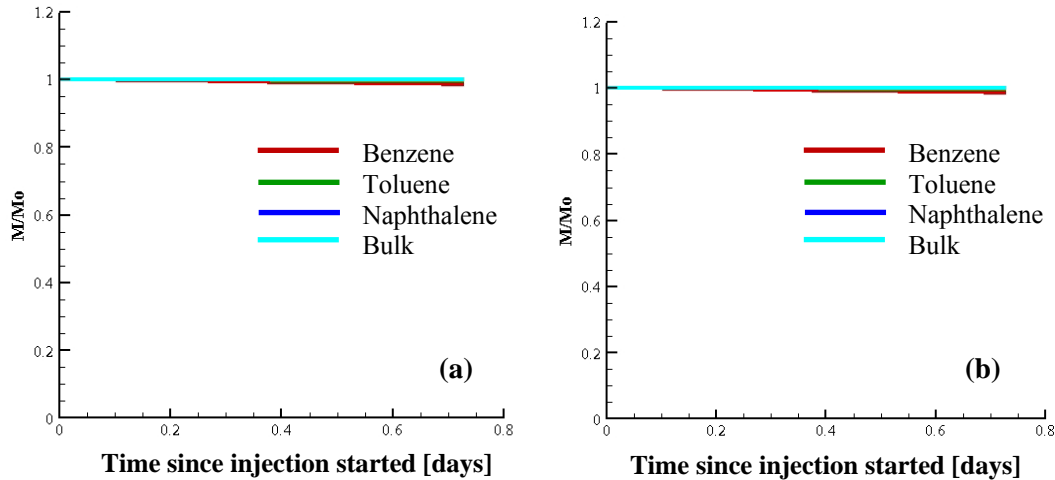 1.2
1
0.8
0.6
0.4
0.2
0
M/Mo
Benzene
Toluene
Naphthalene
Bulk
(a)
0
0.2
0.4
0.6
0.8
Time since injection started [days]
1.2
1
0.8
0.6
0.4
0.2
0
M/Mo
Benzene
Toluene
Naphthalene
Bulk
(b)
0
0.2
0.4
0.6
0.8
Time since injection started [days]